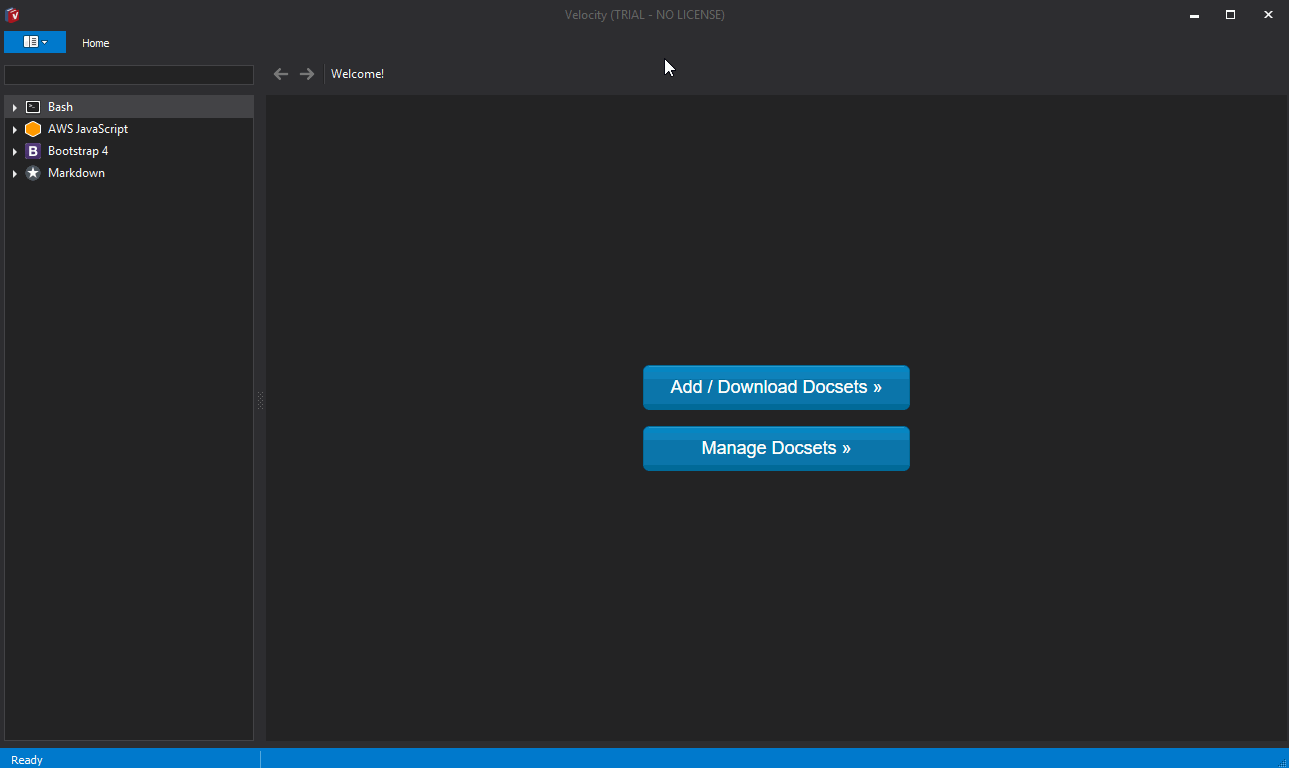 Velocity (TRIAL - NO LICENSE)
Home
Welcome!
Bash
AWS JavaScript
B Bootstrap 4
Markdown
Add / Download Docsets »
Manage Docsets »
Ready